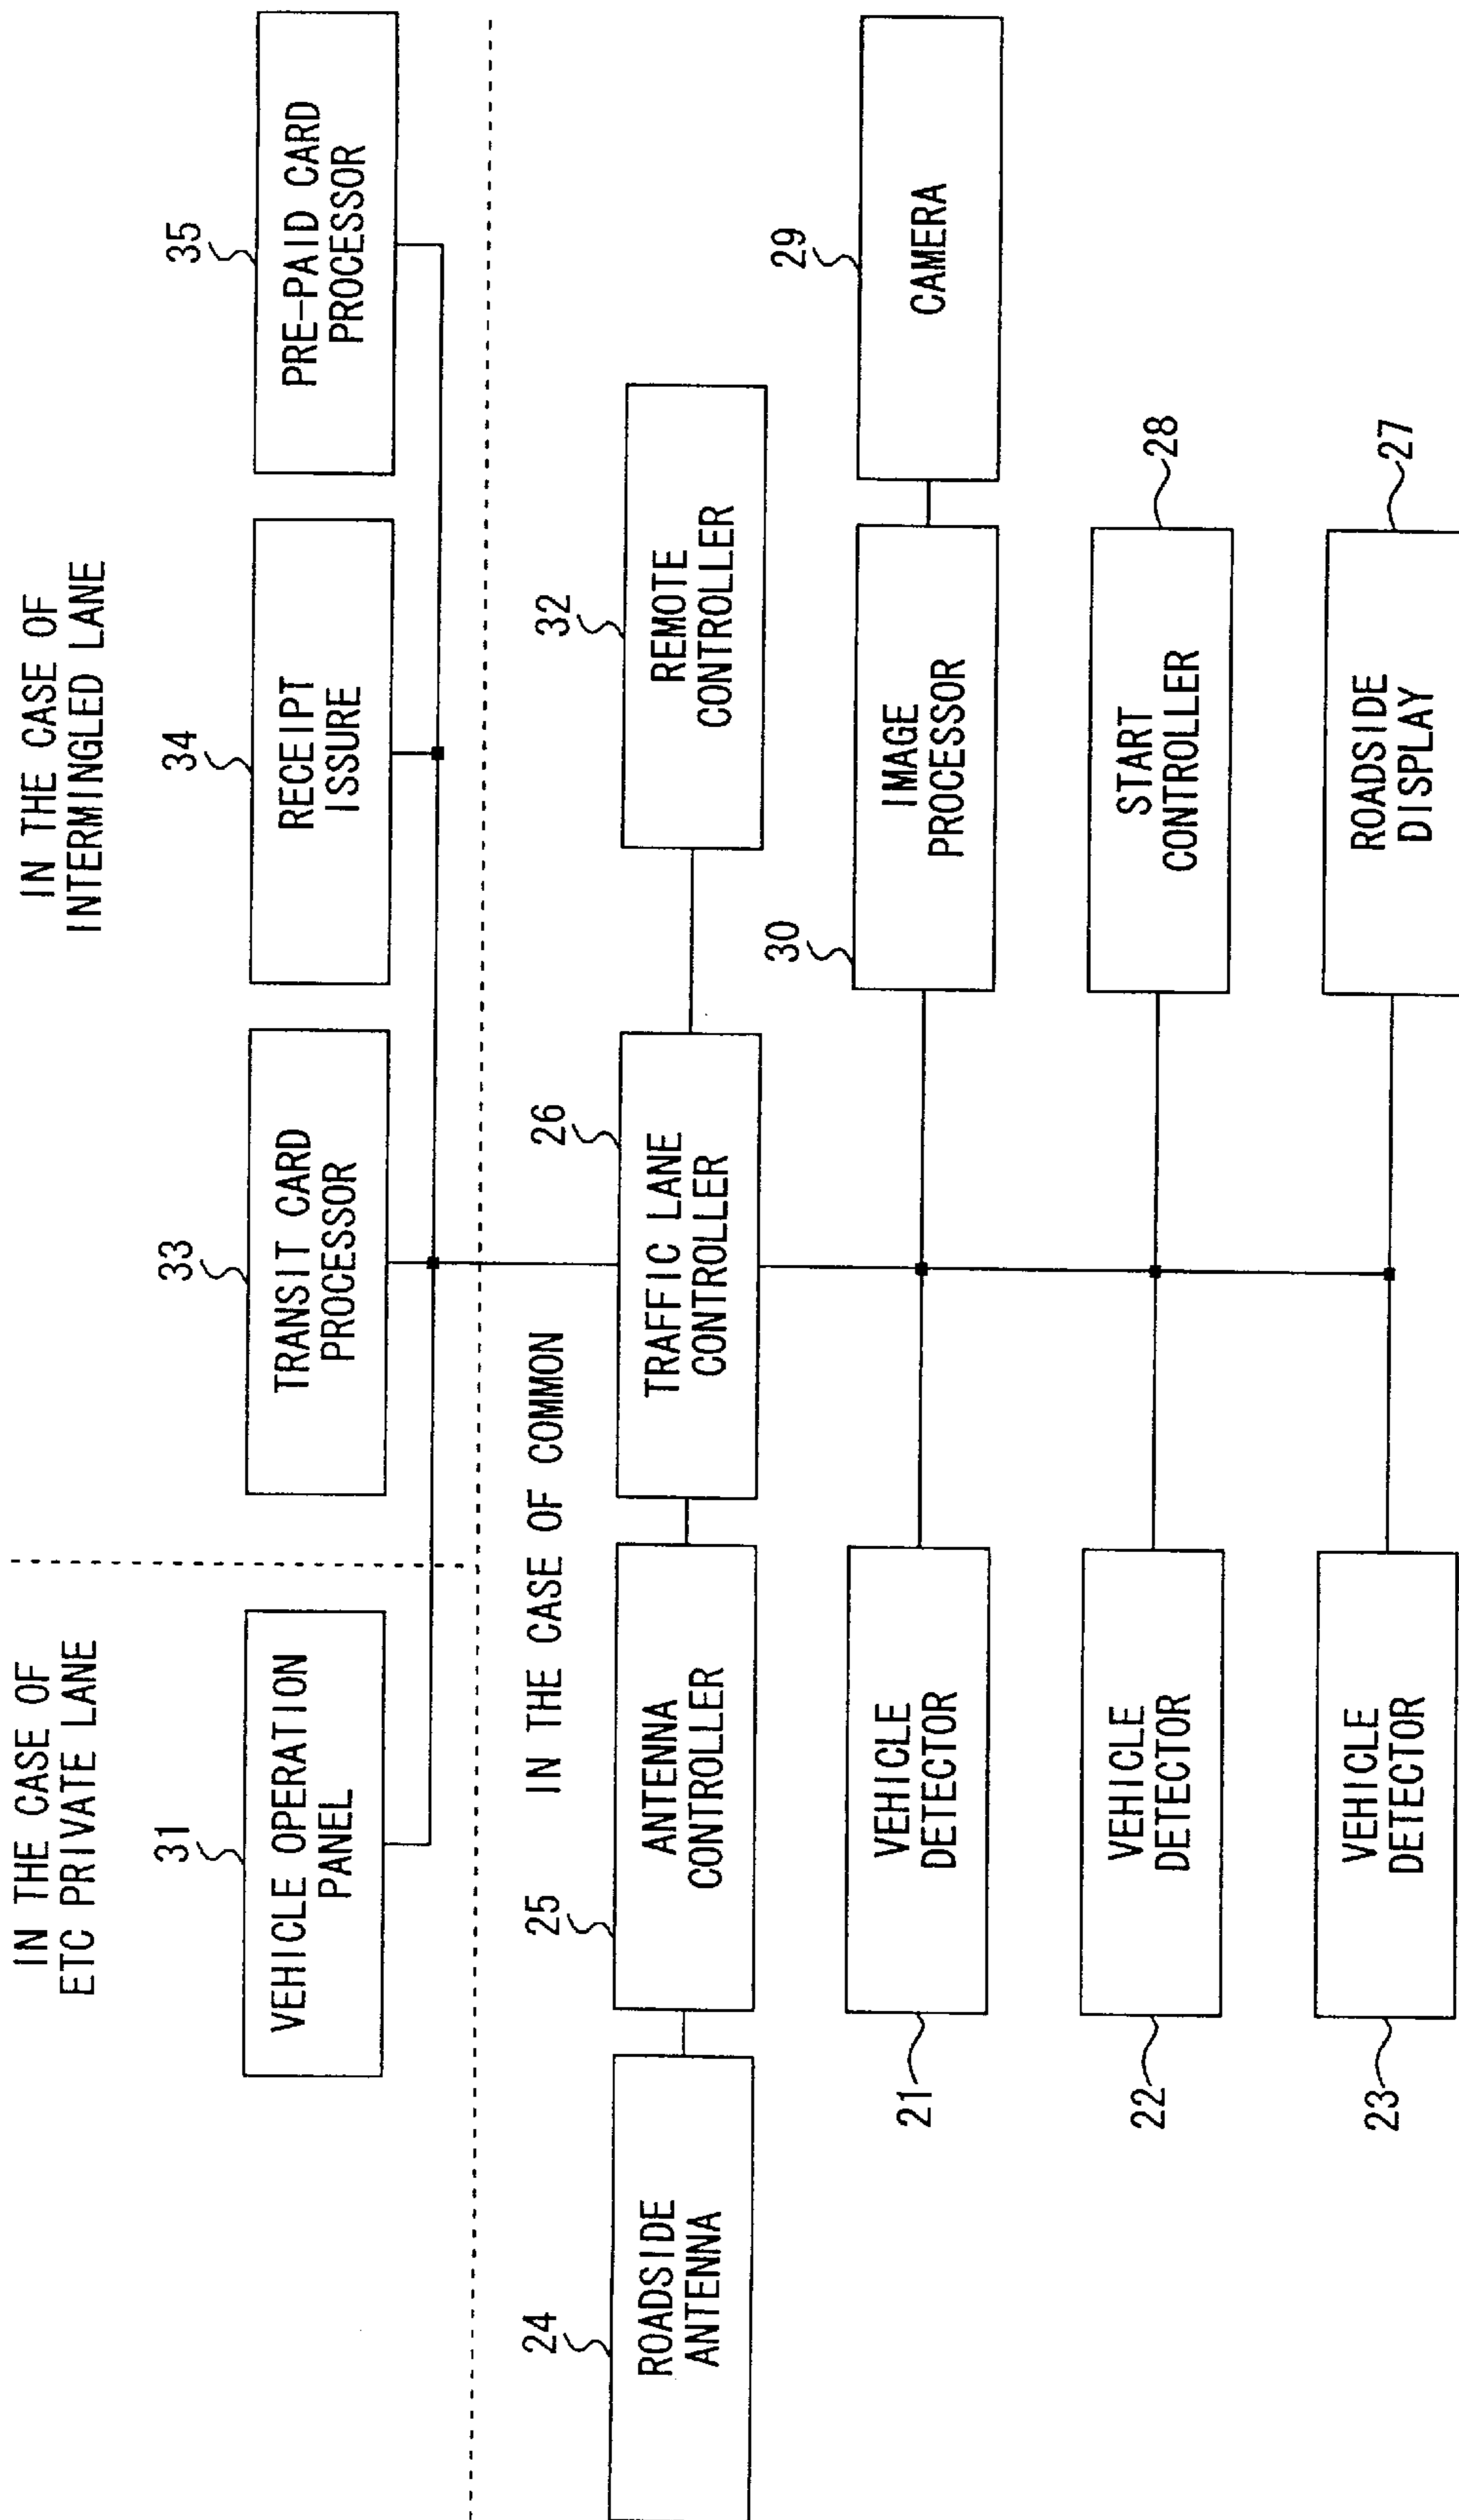 IN THE CASE OF
ETC PRIVATE LANE
IN THE CASE OF
INTERMINGLED LANE
31
VEHICLE OPERATION
PANEL
33
TRANSIT CARD
PROCESSOR
34
RECEIPT
ISSURE
35
PRE-PAID CARD
PROCESSOR
IN THE CASE OF COMMON
24
ROADSIDE
ANTENNA
25
ANTENNA
CONTROLLER
26
TRAFFIC LANE
CONTROLLER
32
REMOTE
CONTROLLER
21
VEHICLE
DETECTOR
30
IMAGE
PROCESSOR
29
CAMERA
22
VEHICLE
DETECTOR
START
CONTROLLER
28
23
VEHICLE
DETECTOR
ROADSIDE
DISPLAY
27